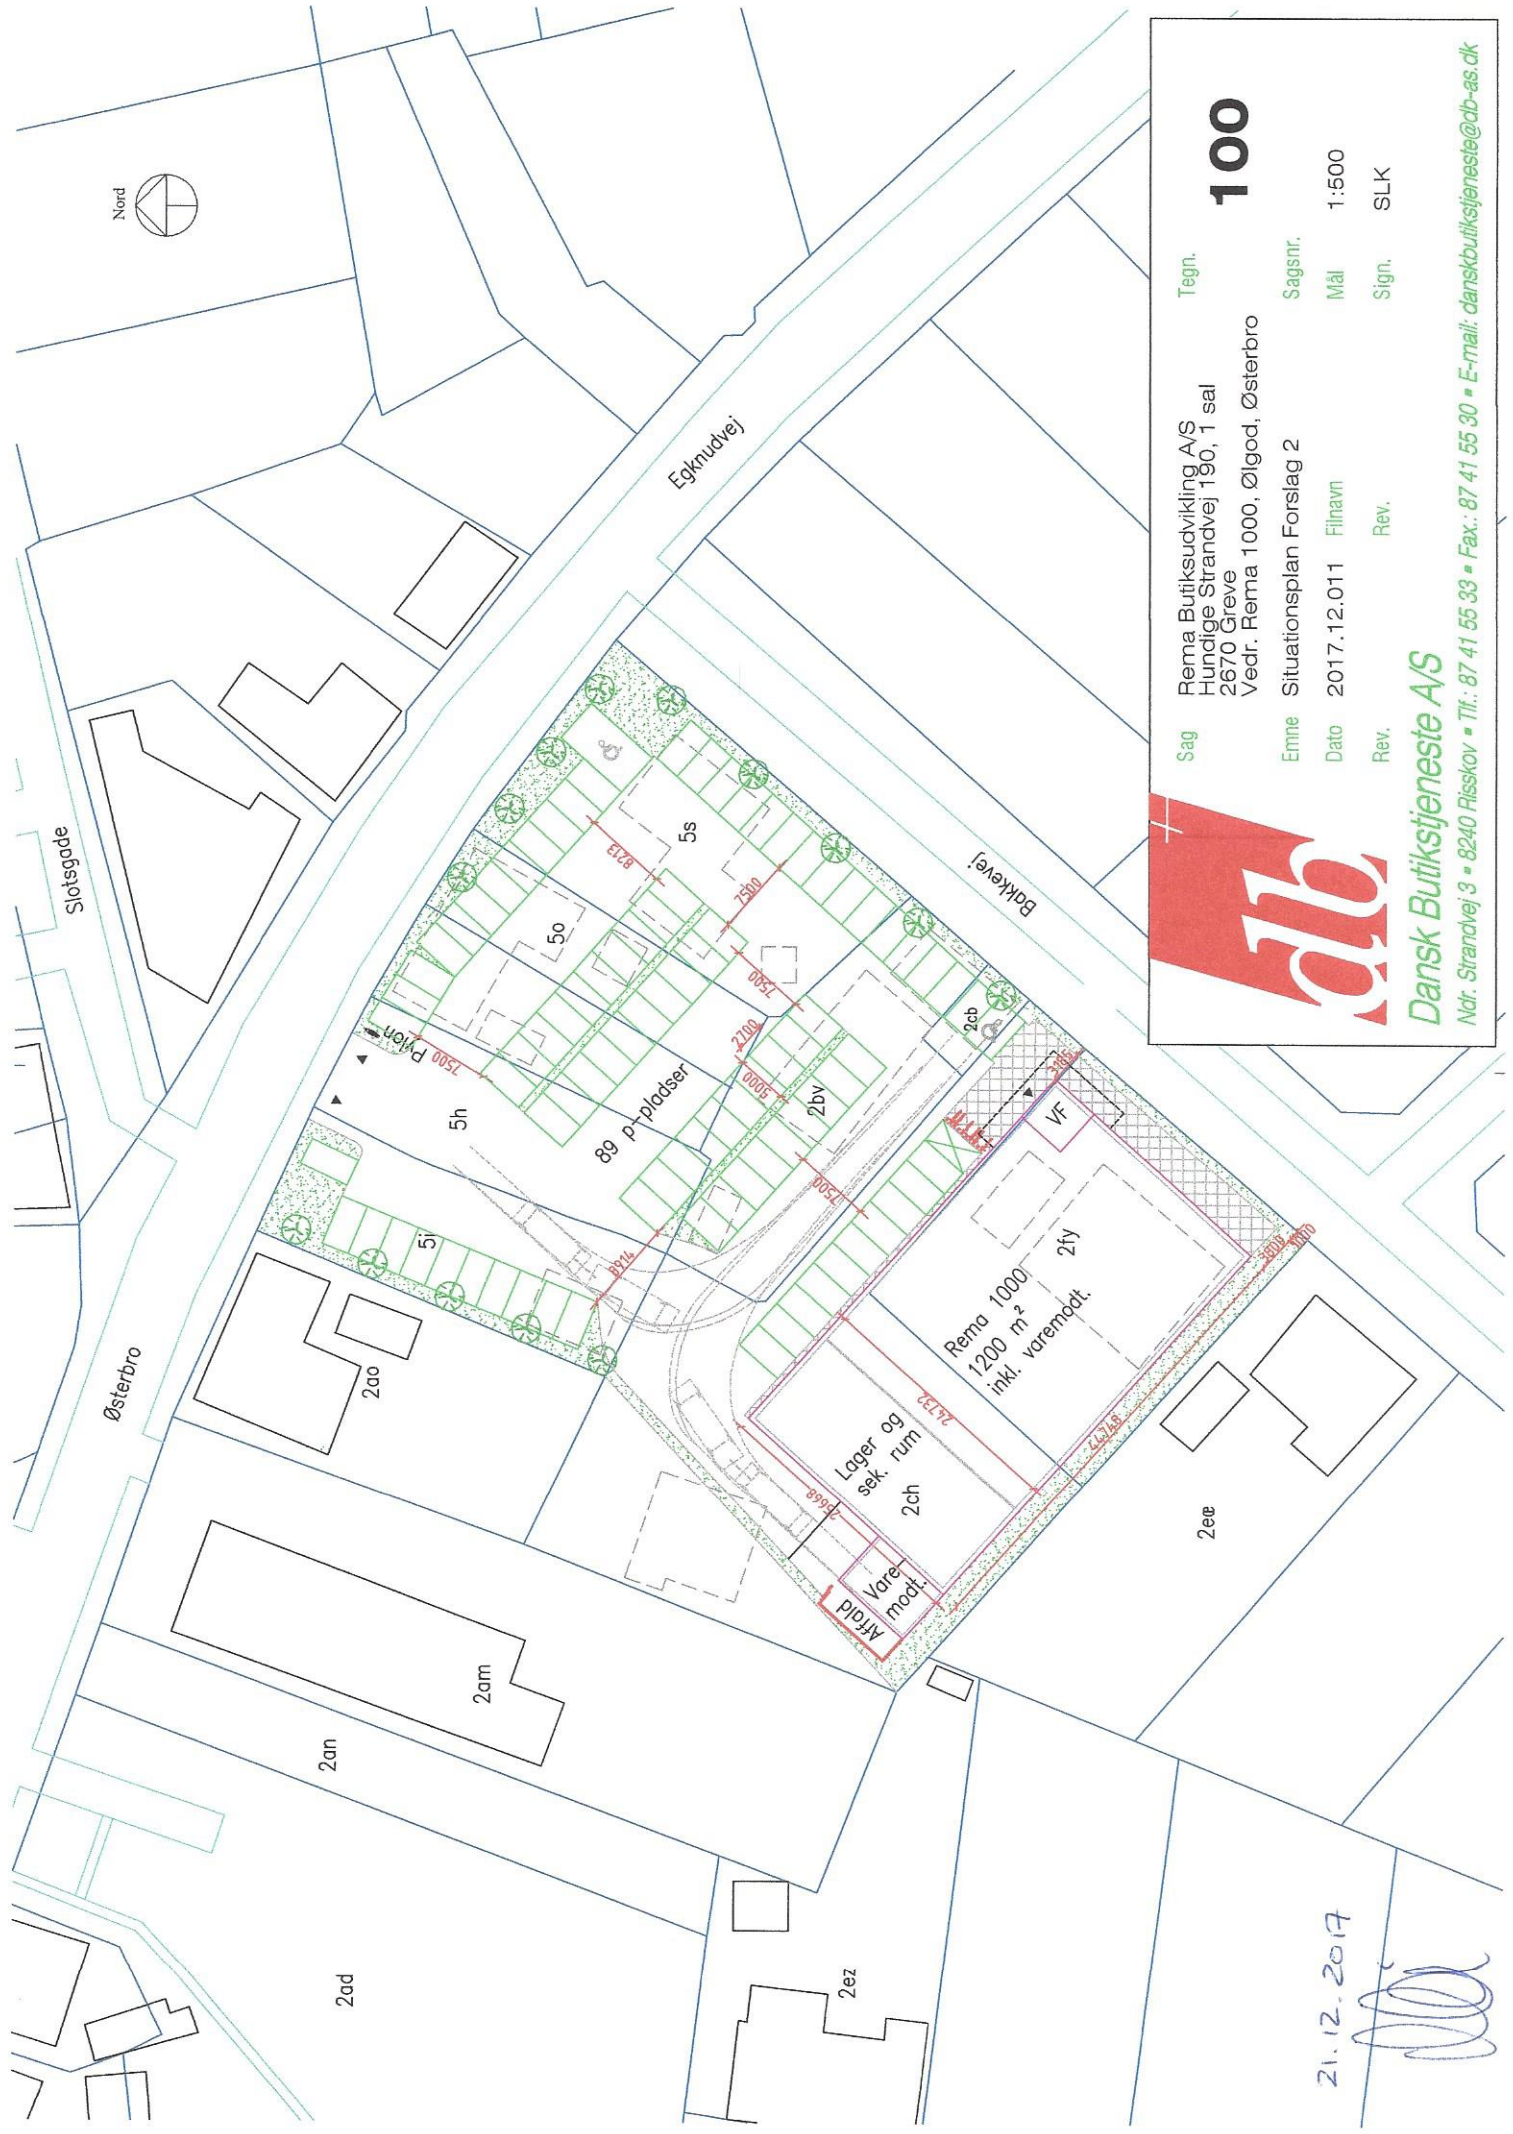 Nord
Slotsgade
Østerbro
Egknudvej
Bakkevej
Pylon
5h
5i
5o
5s
89 p-pladser
2bv
2cb
7500
8213
7500
7500
2700
5000
7500
8914
3185
VF
2fy
Rema 1000
1200 m²
inkl. varemodt.
Lager og
sek. rum
2ch
24732
25668
44748
3809
1000
Vare
modt.
Affald
2ao
2am
2an
2ad
2ez
2eæ
Sag
Rema Butiksudvikling A/S
Hundige Strandvej 190, 1 sal
2670 Greve
Vedr. Rema 1000, Ølgod, Østerbro
Tegn.
100
Emne Situationsplan Forslag 2
Sagsnr.
Dato 2017.12.011 Filnavn
Mål 1:500
Rev.
Rev.
Sign. SLK
db
Dansk Butikstjeneste A/S
Ndr. Strandvej 3 ▪ 8240 Risskov ▪ Tlf.: 87 41 55 33 ▪ Fax.: 87 41 55 30 ▪ E-mail: danskbutikstjeneste@db-as.dk
21.12.2017